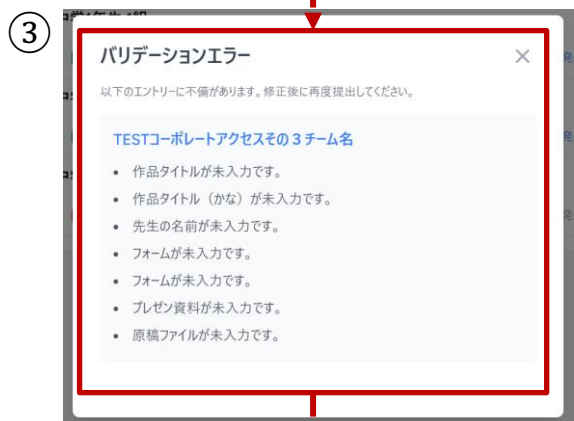 ③
バリデーションエラー
以下のエントリーに不備があります。修正後に再度提出してください。
TESTコーポレートアクセスその３チーム名
• 作品タイトルが未入力です。
• 作品タイトル（かな）が未入力です。
• 先生の名前が未入力です。
• フォームが未入力です。
• フォームが未入力です。
• プレゼン資料が未入力です。
• 原稿ファイルが未入力です。